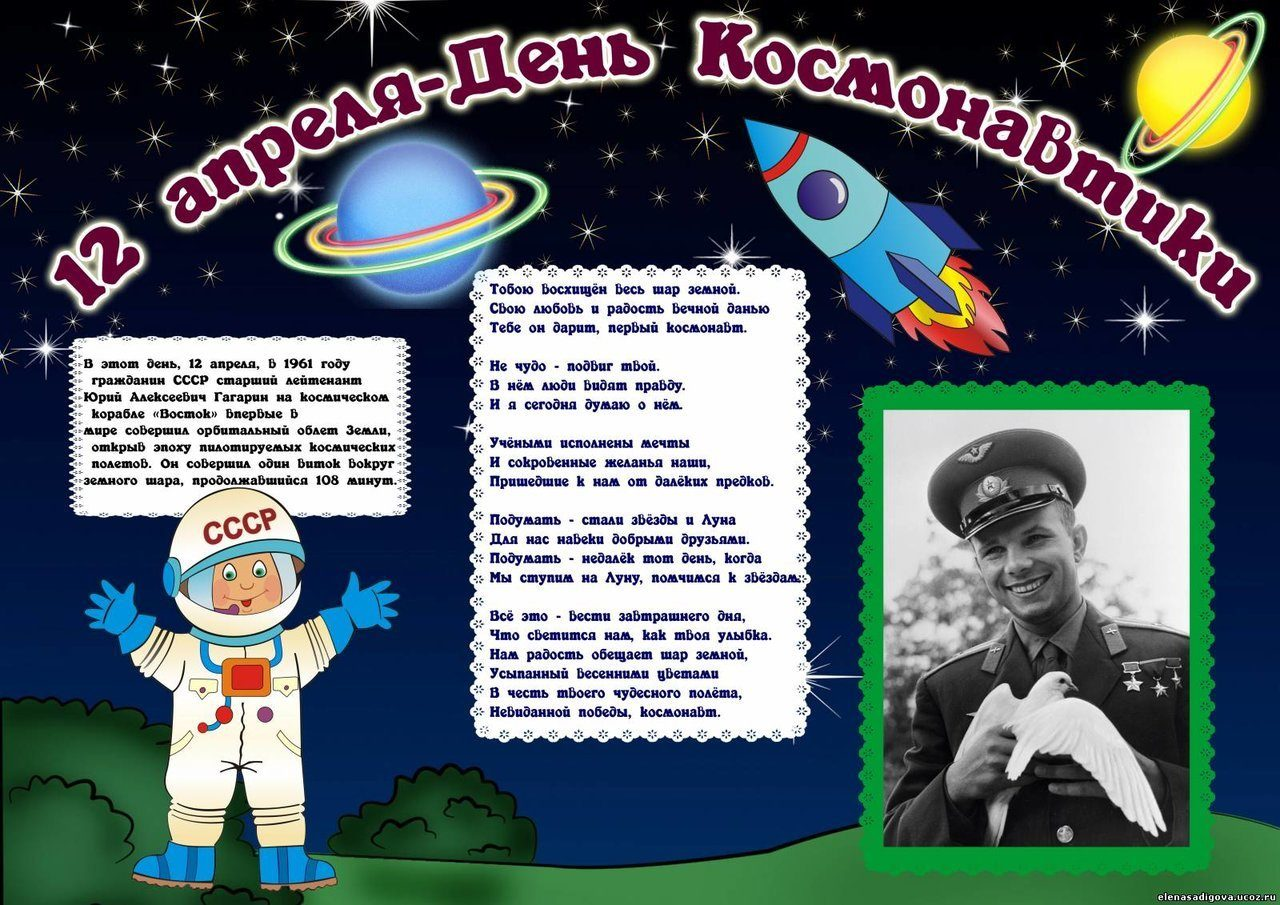 12 апреля-День Космонавтики
В этот день, 12 апреля, в 1961 году
гражданин СССР старший лейтенант
Юрий Алексеевич Гагарин на космическом
корабле «Восток» впервые в
мире совершил орбитальный облет Земли,
открыв эпоху пилотируемых космических
полетов. Он совершил один виток вокруг
земного шара, продолжавшийся 108 минут.
СССР
Тобою восхищён весь шар земной.
Свою любовь и радость вечной данью
Тебе он дарит, первый космонавт.
Не чудо - подвиг твой.
В нём люди видят правду.
И я сегодня думаю о нём.
Учёными исполнены мечты
И сокровенные желанья наши,
Пришедшие к нам от далёких предков.
Подумать - стали звёзды и Луна
Для нас навеки добрыми друзьями.
Подумать - недалёк тот день, когда
Мы ступим на Луну, помчимся к звёздам.
Всё это - вести завтрашнего дня,
Что светится нам, как твоя улыбка.
Нам радость обещает шар земной,
Усыпанный весенними цветами
В честь твоего чудесного полёта,
Невиданной победы, космонавт.
elenasadigova.ucoz.ru